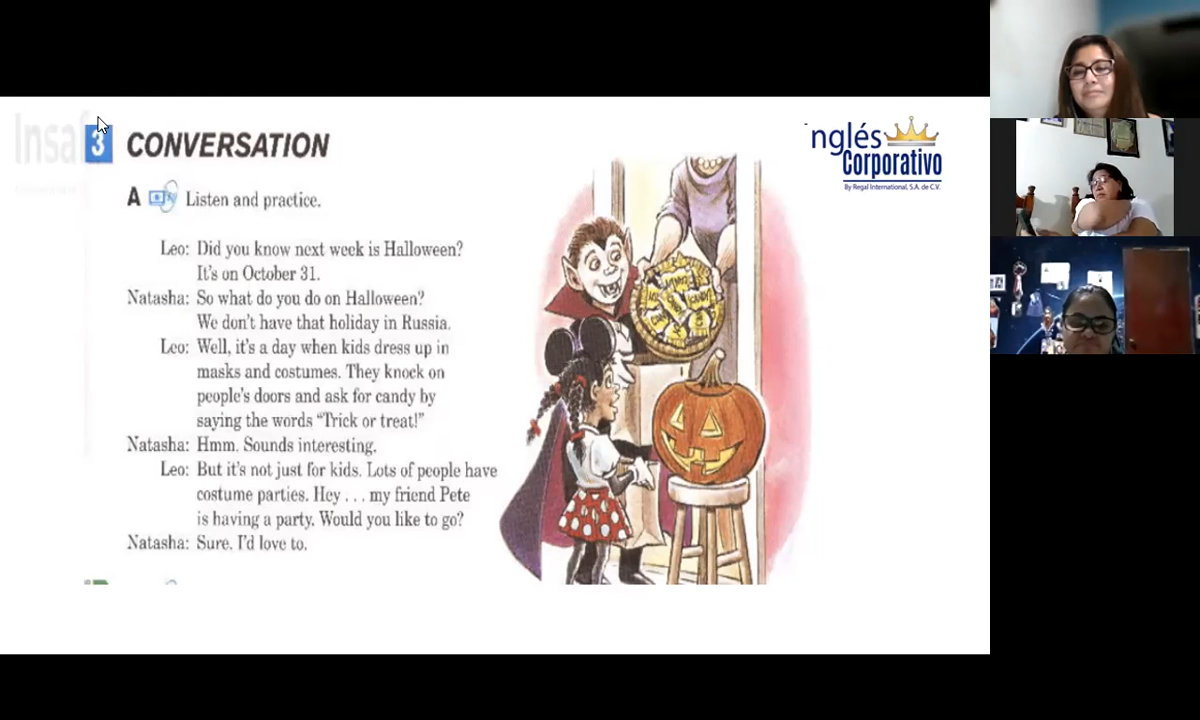 Insaf
3 CONVERSATION
A Listen and practice.
Leo: Did you know next week is Halloween?
It's on October 31.
Natasha: So what do you do on Halloween?
We don't have that holiday in Russia.
Leo: Well, it's a day when kids dress up in
masks and costumes. They knock on
people's doors and ask for candy by
saying the words "Trick or treat!"
Natasha: Hmm. Sounds interesting.
Leo: But it's not just for kids. Lots of people have
costume parties. Hey . . . my friend Pete
is having a party. Would you like to go?
Natasha: Sure. I'd love to.
nglés
Corporativo
By Regal International, S.A. de C.V.